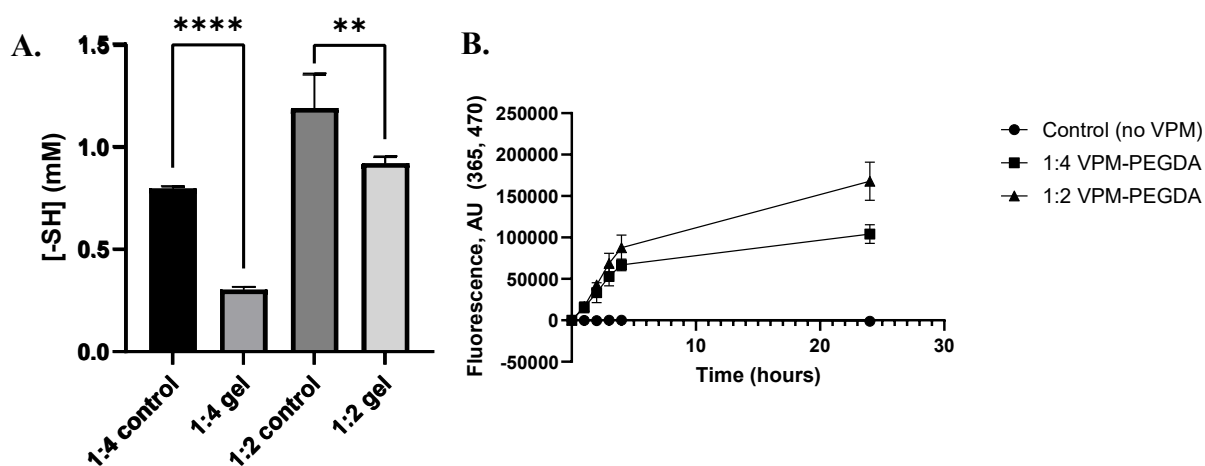 A.
[-SH] (mM)
1.5
1.0
0.5
0.0
****
**
1:4 control
1:4 gel
1:2 control
1:2 gel
B.
Fluorescence, AU (365, 470)
250000
200000
150000
100000
50000
0
-50000
10
20
30
Time (hours)
Control (no VPM)
1:4 VPM-PEGDA
1:2 VPM-PEGDA